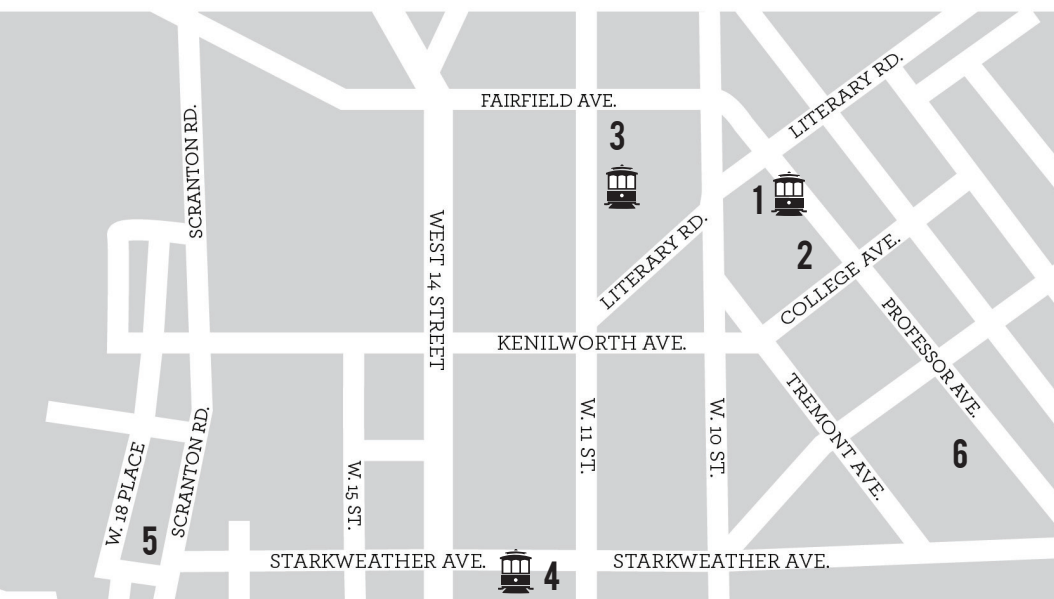 FAIRFIELD AVE.
LITERARY RD.
SCRANTON RD.
3
1
WEST 14 STREET
LITERARY RD.
2
COLLEGE AVE.
KENILWORTH AVE.
PROFESSOR AVE.
TREMONT AVE.
W. 11 ST.
W. 10 ST.
SCRANTON RD.
W. 18 PLACE
W. 15 ST.
6
5
STARKWEATHER AVE.
4
STARKWEATHER AVE.